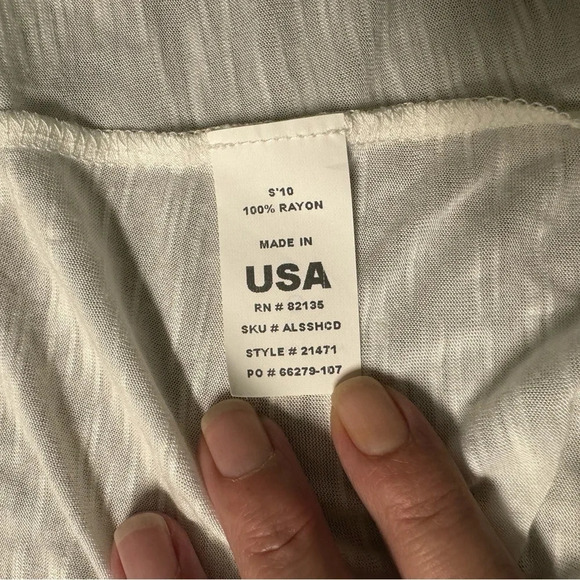 S'10
100% RAYON
MADE IN
USA
RN # 82135
SKU # ALSSHCD
STYLE # 21471
PO # 66279-107